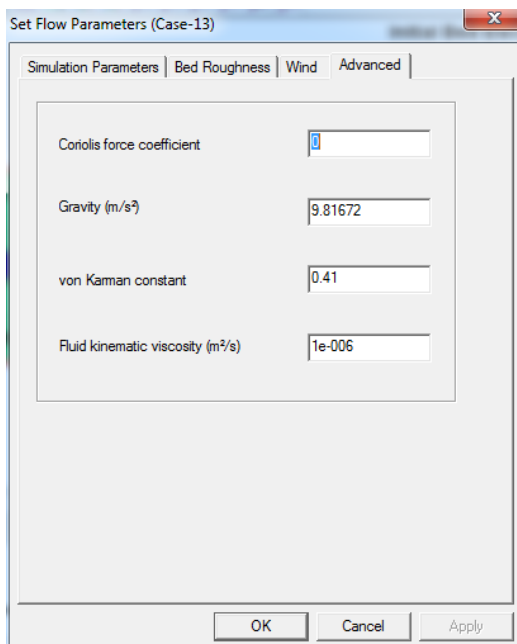 Set Flow Parameters (Case-13)
Simulation Parameters Bed Roughness Wind Advanced
Coriolis force coefficient 0
Gravity (m/s²) 9.81672
von Karman constant 0.41
Fluid kinematic viscosity (m²/s) 1e-006
OK Cancel Apply